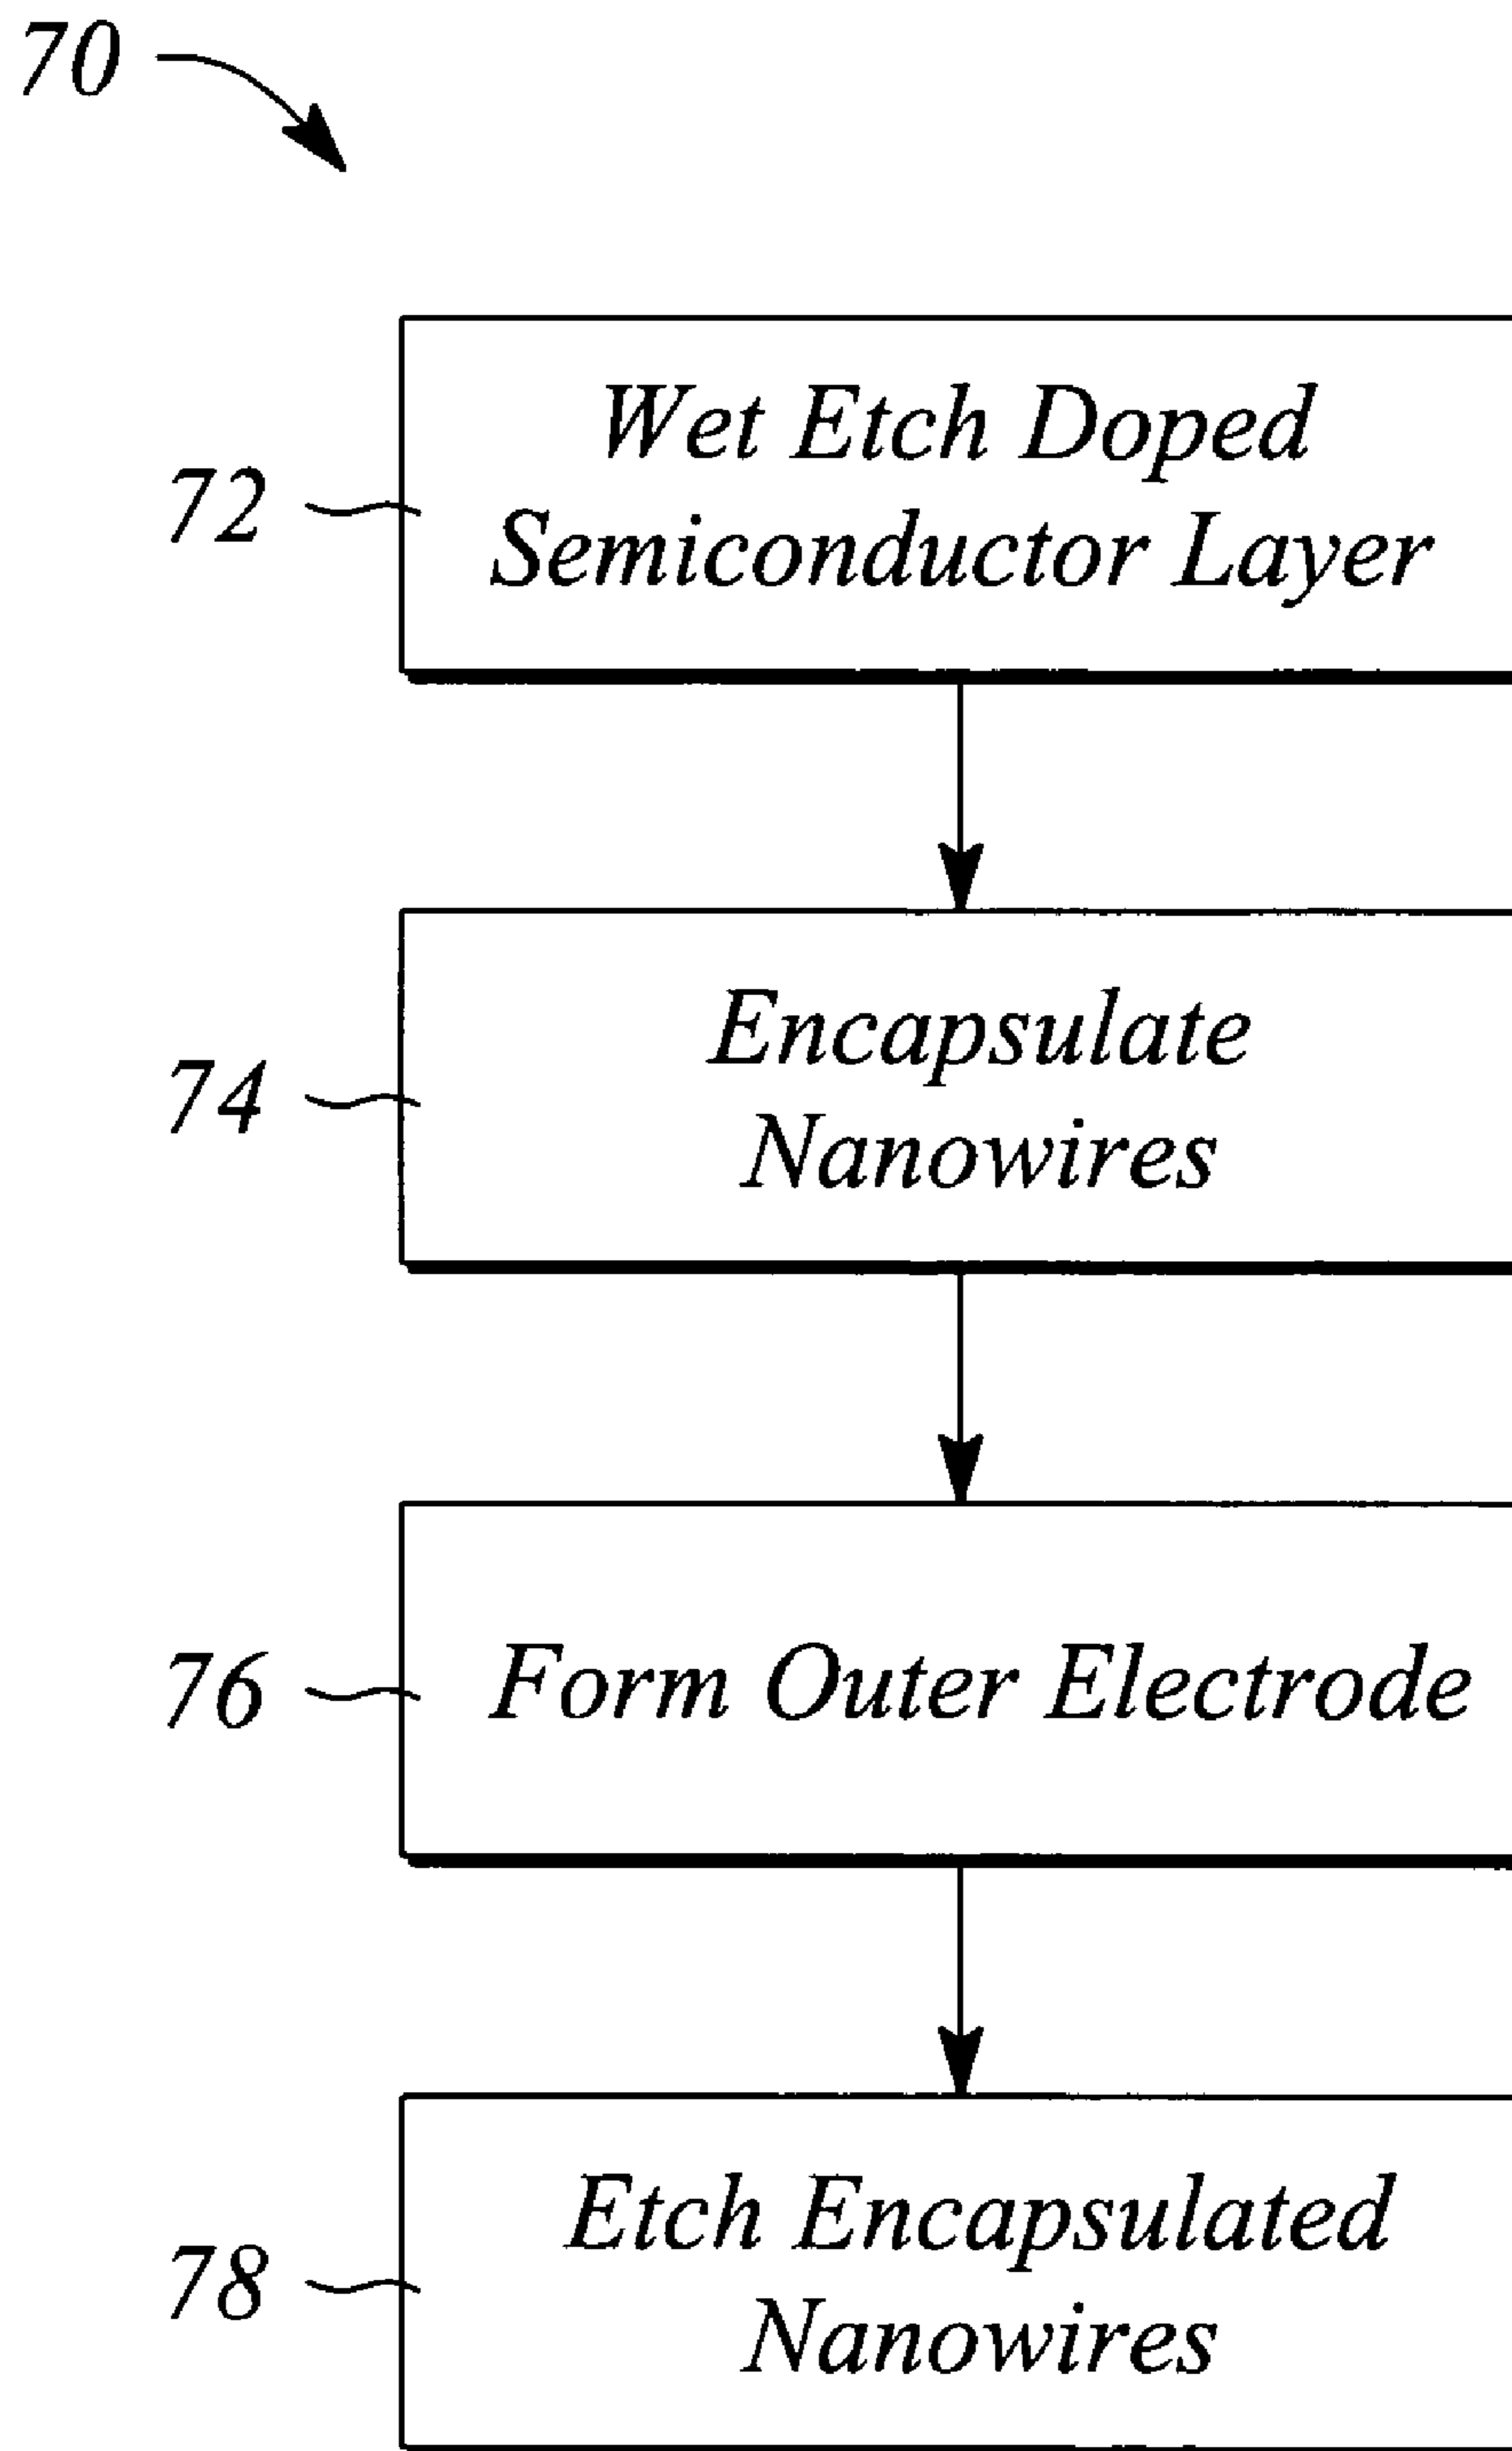 70
72
Wet Etch Doped
Semiconductor Layer
74
Encapsulate
Nanowires
76
Form Outer Electrode
78
Etch Encapsulated
Nanowires